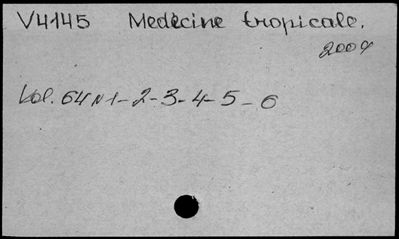 V4145 Medècine tropicale.
2004
Vol. 64 N 1-2-3-4-5-6